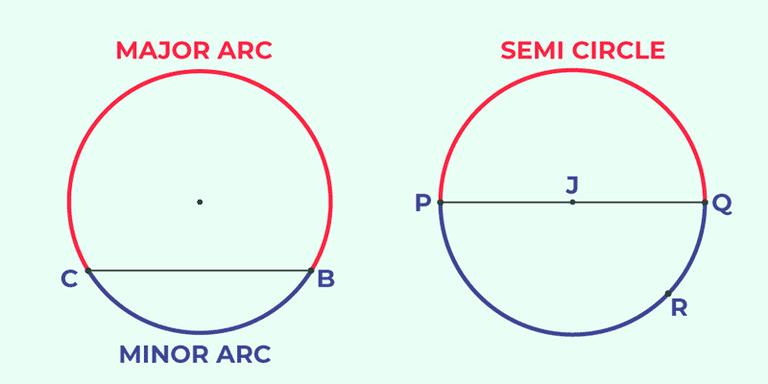 MAJOR ARC
C
B
MINOR ARC
SEMI CIRCLE
P
J
Q
R